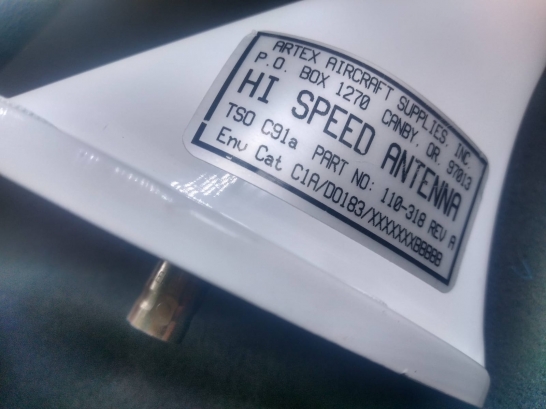 ARTEX AIRCRAFT SUPPLIES, INC.
P.O. BOX 1270 CANBY, OR. 97013
HI SPEED ANTENNA
TSO C91a PART NO: 110-318 REV A
Env Cat C1A/D0183/XXXXXXXBBBBB